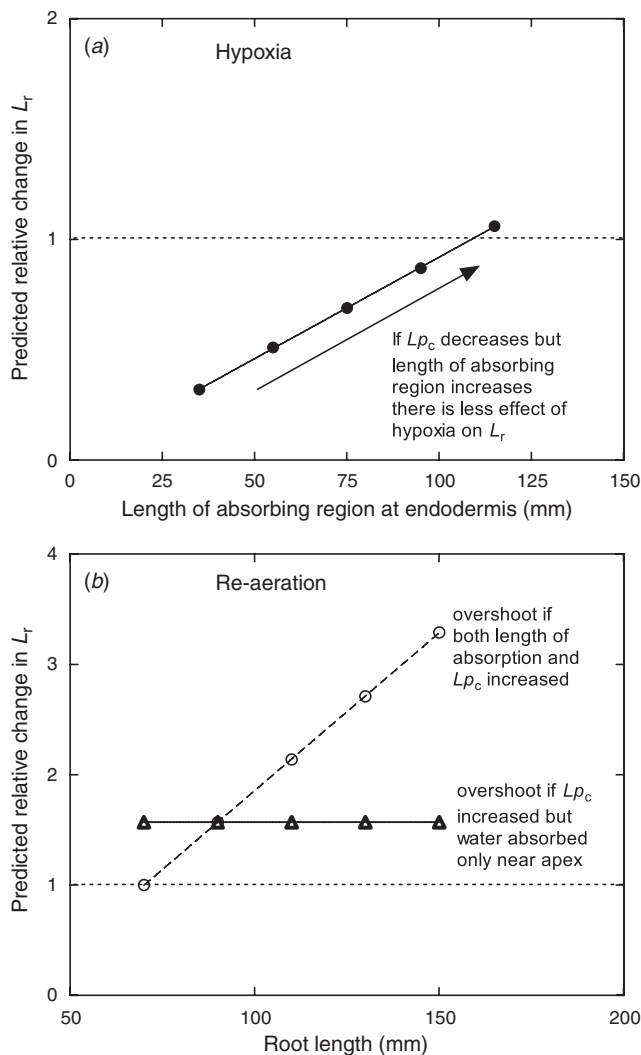 2
(a)
Hypoxia
Predicted relative change in Lr
1
If Lpc decreases but
length of absorbing
region increases
there is less effect of
hypoxia on Lr
0
0 25 50 75 100 125 150
Length of absorbing region at endodermis (mm)
4
(b)
Re-aeration
overshoot if
both length of
absorption and
Lpc increased
3
Predicted relative change in Lr
2
overshoot if Lpc
increased but
water absorbed
only near apex
1
0
50 100 150 200
Root length (mm)